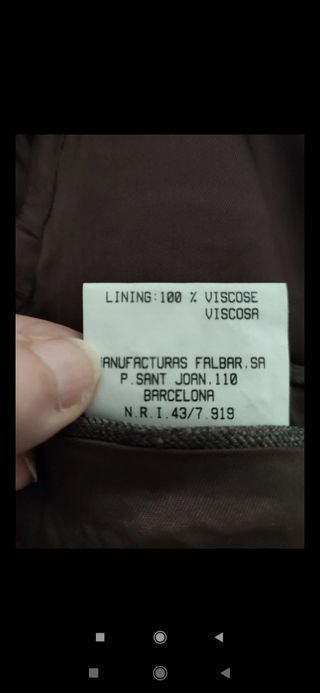 LINING:100 % VISCOSE
VISCOSA
ANUFACTURAS FALBAR,SA
P.SANT JOAN,110
BARCELONA
N.R.I.43/7.919